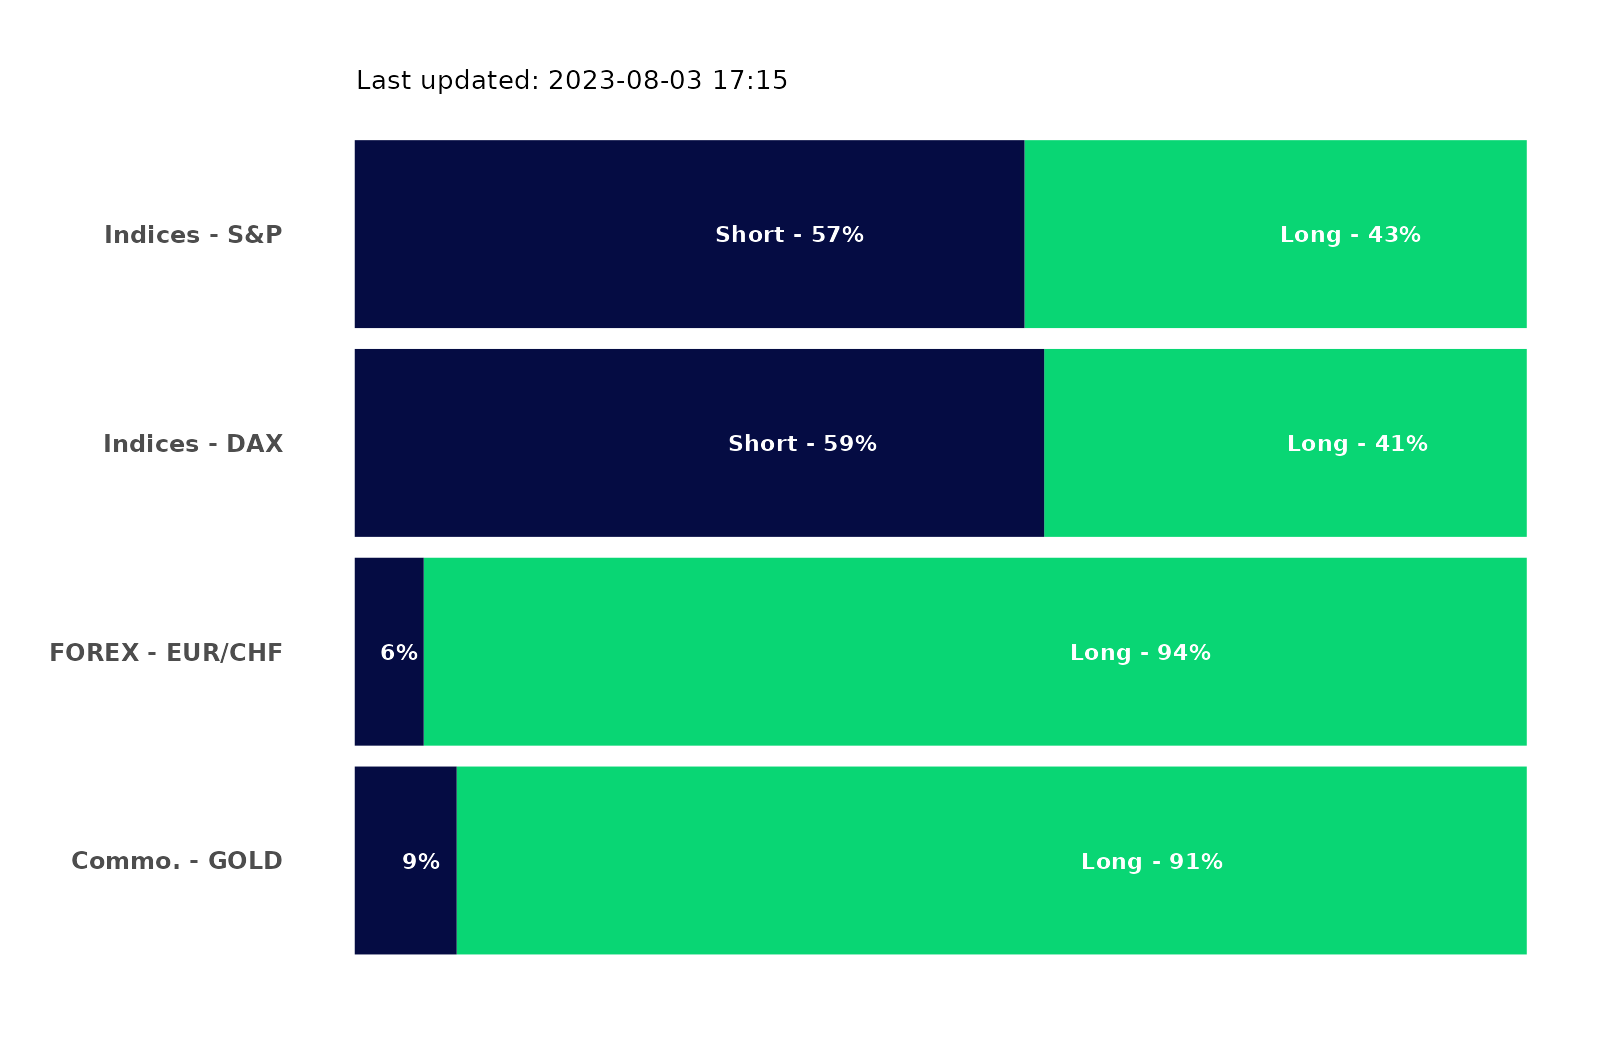 Last updated: 2023-08-03 17:15
Indices - S&P Short - 57% Long - 43%
Indices - DAX Short - 59% Long - 41%
FOREX - EUR/CHF 6% Long - 94%
Commo. - GOLD 9% Long - 91%